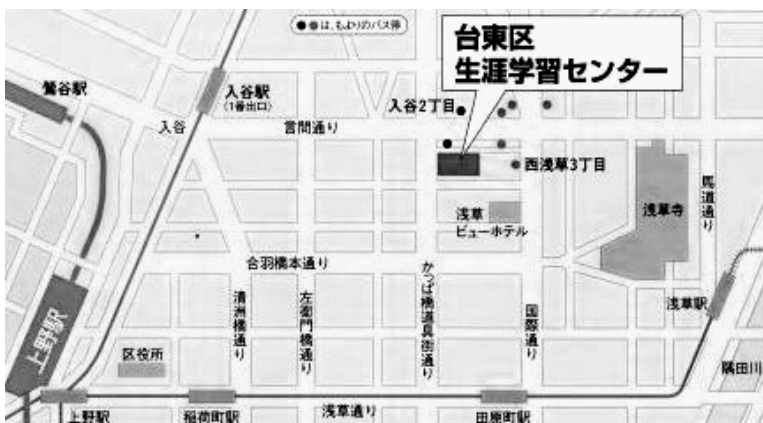 ●●は、もよりのバス停
台東区
生涯学習センター
鶯谷駅
入谷駅
(1番出口)
入谷
言問通り
入谷2丁目
西浅草3丁目
浅草
ビューホテル
浅草寺
馬道通り
合羽橋本通り
清洲橋通り
左衛門橋通り
かっぱ橋道具街通り
国際通り
浅草駅
上野駅
区役所
隅田川
上野駅
稲荷町駅
浅草通り
田原町駅